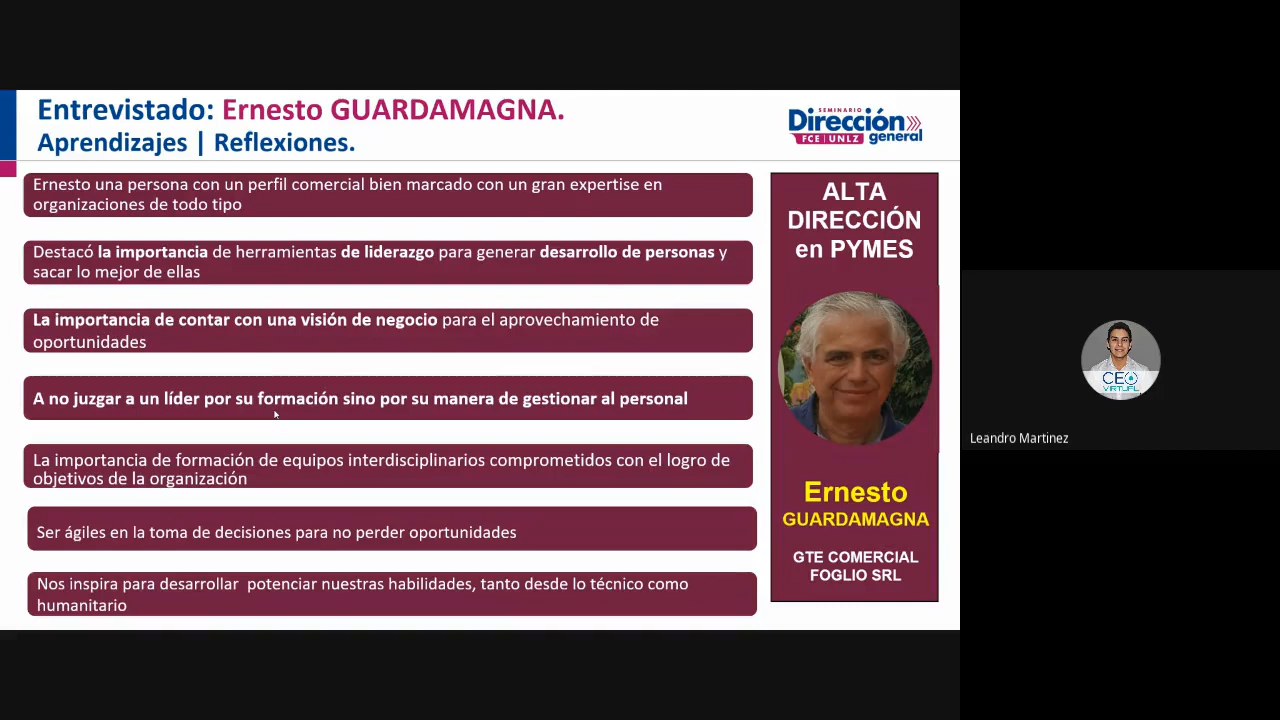 Entrevistado: Ernesto GUARDAMAGNA.
Aprendizajes | Reflexiones.
SEMINARIO
Dirección
FCE | UNLZ general
Ernesto una persona con un perfil comercial bien marcado con un gran expertise en
organizaciones de todo tipo
Destacó la importancia de herramientas de liderazgo para generar desarrollo de personas y
sacar lo mejor de ellas
La importancia de contar con una visión de negocio para el aprovechamiento de
oportunidades
A no juzgar a un líder por su formación sino por su manera de gestionar al personal
La importancia de formación de equipos interdisciplinarios comprometidos con el logro de
objetivos de la organización
Ser ágiles en la toma de decisiones para no perder oportunidades
Nos inspira para desarrollar  potenciar nuestras habilidades, tanto desde lo técnico como
humanitario
ALTA
DIRECCIÓN
en PYMES
Ernesto
GUARDAMAGNA
GTE COMERCIAL
FOGLIO SRL
CEO
VIRTUAL
Leandro Martinez